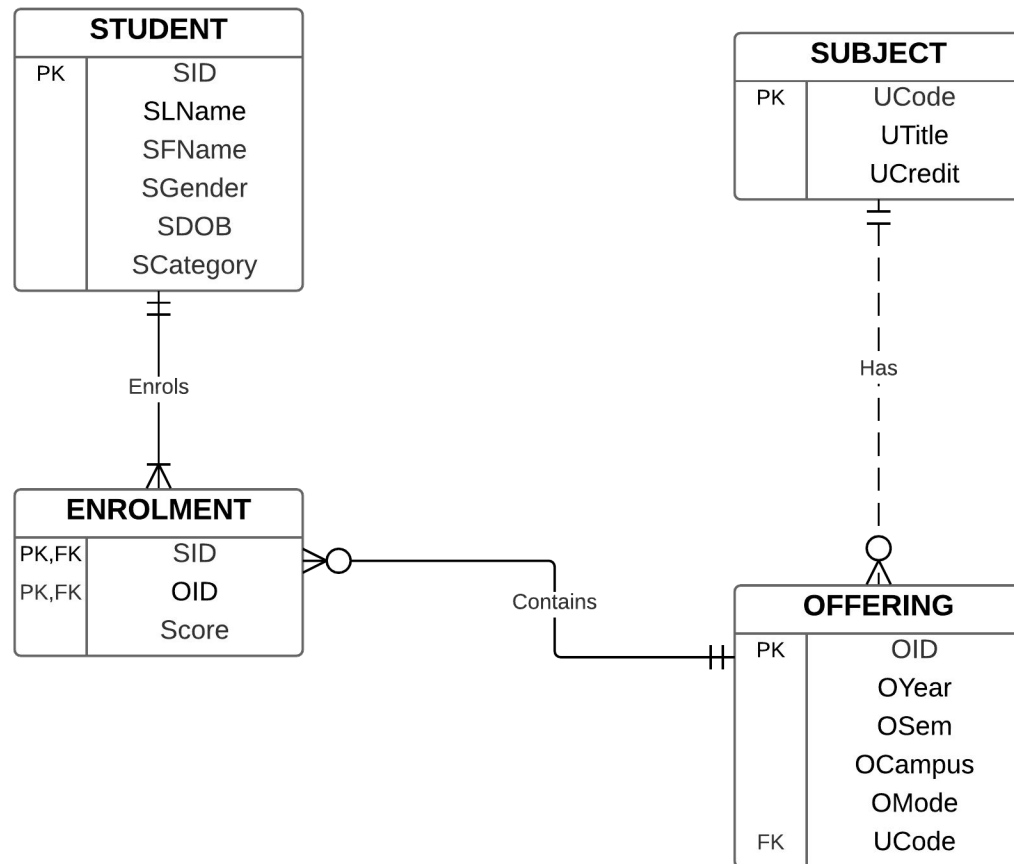 STUDENT
PK SID
SLName
SFName
SGender
SDOB
SCategory
SUBJECT
PK UCode
UTitle
UCredit
Enrols
Has
ENROLMENT
PK,FK SID
PK,FK OID
Score
Contains
OFFERING
PK OID
OYear
OSem
OCampus
OMode
FK UCode